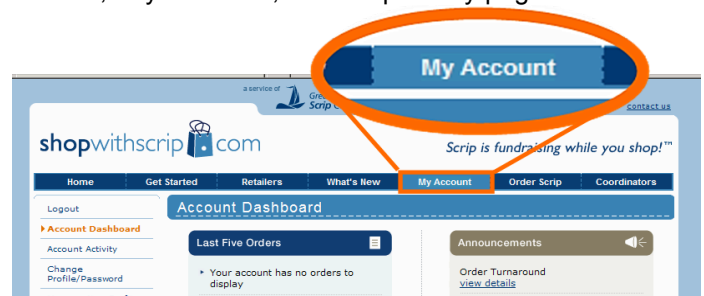 My Account
a service of
Scrip
contact us
shopwithscrip.com
Scrip is fundraising while you shop!™
Home Get Started Retailers What's New My Account Order Scrip Coordinators
Logout
Account Dashboard
Account Dashboard
Account Activity
Change
Profile/Password
Last Five Orders
Your account has no orders to
display
Announcements
Order Turnaround
view details